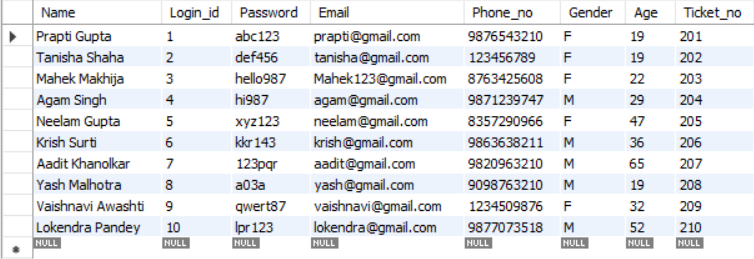 Name Login_id Password Email Phone_no Gender Age Ticket_no
Prapti Gupta 1 abc123 prapti@gmail.com 9876543210 F 19 201
Tanisha Shaha 2 def456 tanisha@gmail.com 123456789 F 19 202
Mahek Makhija 3 hello987 Mahek123@gmail.com 8763425608 F 22 203
Agam Singh 4 hi987 agam@gmail.com 9871239747 M 29 204
Neelam Gupta 5 xyz123 neelam@gmail.com 8357290966 F 47 205
Krish Surti 6 kkr143 krish@gmail.com 9863638211 M 36 206
Aadit Khanolkar 7 123pqr aadit@gmail.com 9820963210 M 65 207
Yash Malhotra 8 a03a yash@gmail.com 9098763210 M 19 208
Vaishnavi Awashti 9 qwert87 vaishnavi@gmail.com 1234509876 F 32 209
Lokendra Pandey 10 lpr123 lokendra@gmail.com 9877073518 M 52 210
NULL NULL NULL NULL NULL NULL NULL NULL